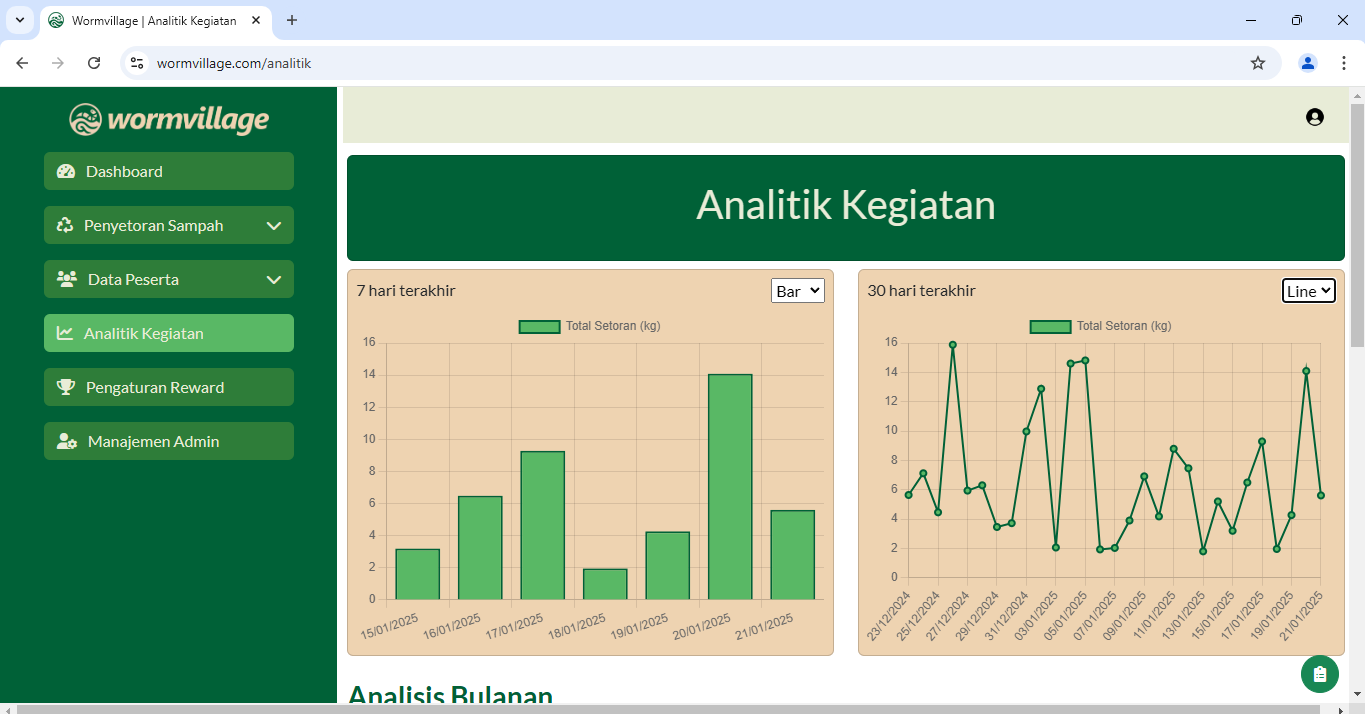 Wormvillage | Analitik Kegiatan
wormvillage.com/analitik
wormvillage
Dashboard
Penyetoran Sampah
Data Peserta
Analitik Kegiatan
Pengaturan Reward
Manajemen Admin
Analitik Kegiatan
7 hari terakhir
Bar
Total Setoran (kg)
16
14
12
10
8
6
4
2
0
15/01/2025
16/01/2025
17/01/2025
18/01/2025
19/01/2025
20/01/2025
21/01/2025
30 hari terakhir
Line
Total Setoran (kg)
16
14
12
10
8
6
4
2
0
23/12/2024
25/12/2024
27/12/2024
29/12/2024
31/12/2024
03/01/2025
05/01/2025
07/01/2025
09/01/2025
11/01/2025
13/01/2025
15/01/2025
17/01/2025
19/01/2025
21/01/2025
Analisis Bulanan